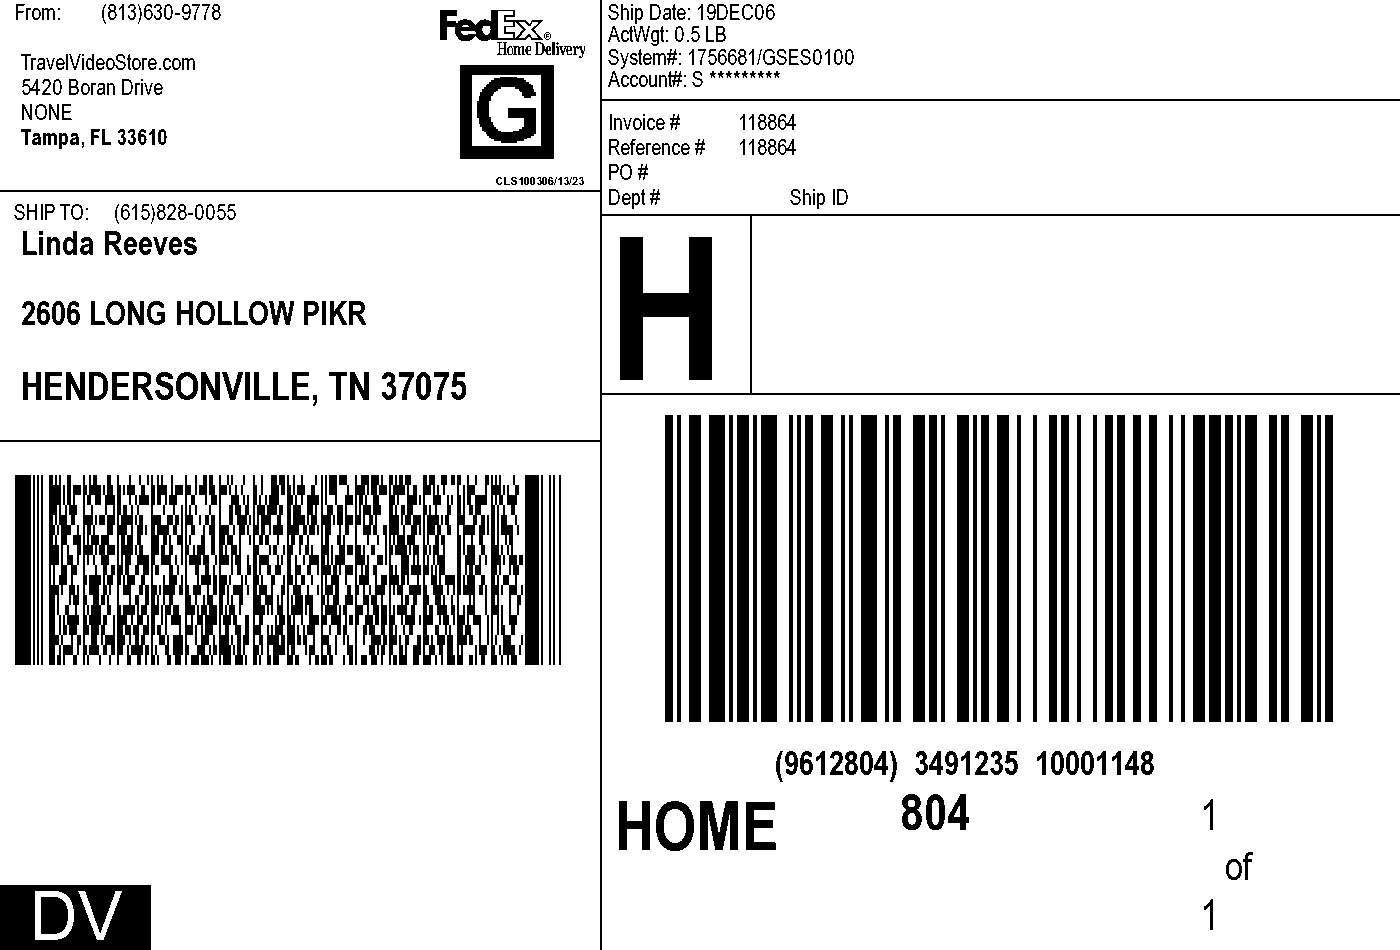 From: (813)630-9778
TravelVideoStore.com
5420 Boran Drive
NONE
Tampa, FL 33610
FedEx®
Home Delivery
G
CLS100306/13/23
Ship Date: 19DEC06
ActWgt: 0.5 LB
System#: 1756681/GSES0100
Account#: S *********
Invoice # 118864
Reference # 118864
PO #
Dept # Ship ID
SHIP TO: (615)828-0055
Linda Reeves
2606 LONG HOLLOW PIKR
HENDERSONVILLE, TN 37075
H
(9612804) 3491235 10001148
HOME 804 1
of
1
DV